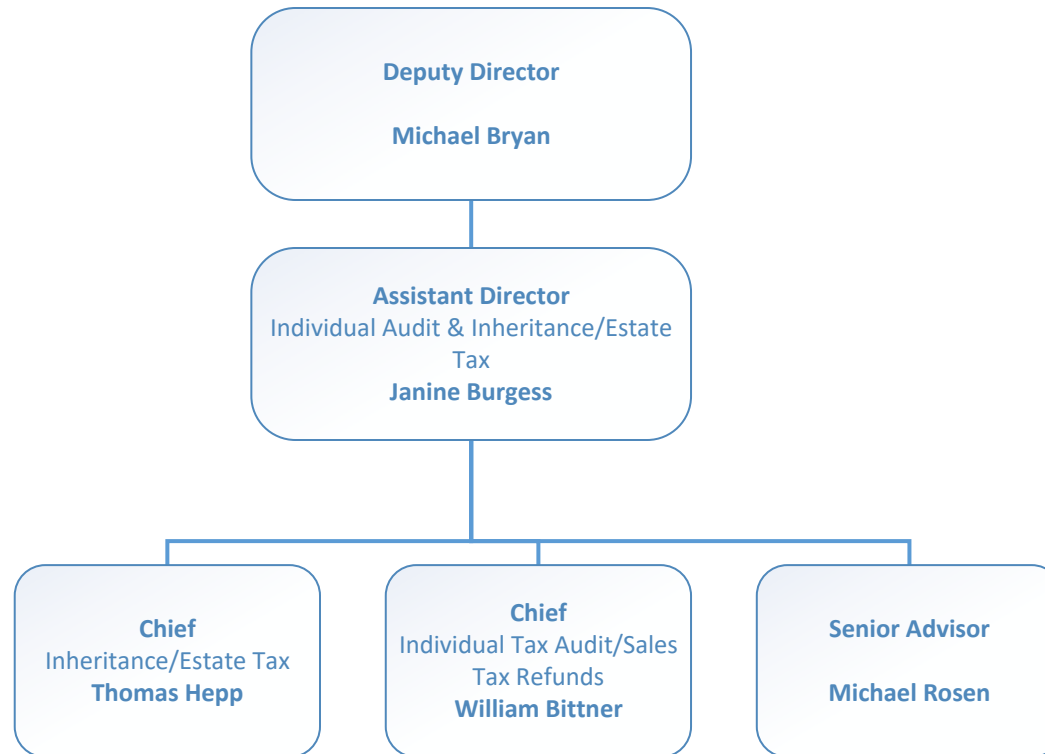 Deputy Director
Michael Bryan
Assistant Director
Individual Audit & Inheritance/Estate
Tax
Janine Burgess
Chief
Inheritance/Estate Tax
Thomas Hepp
Chief
Individual Tax Audit/Sales
Tax Refunds
William Bittner
Senior Advisor
Michael Rosen